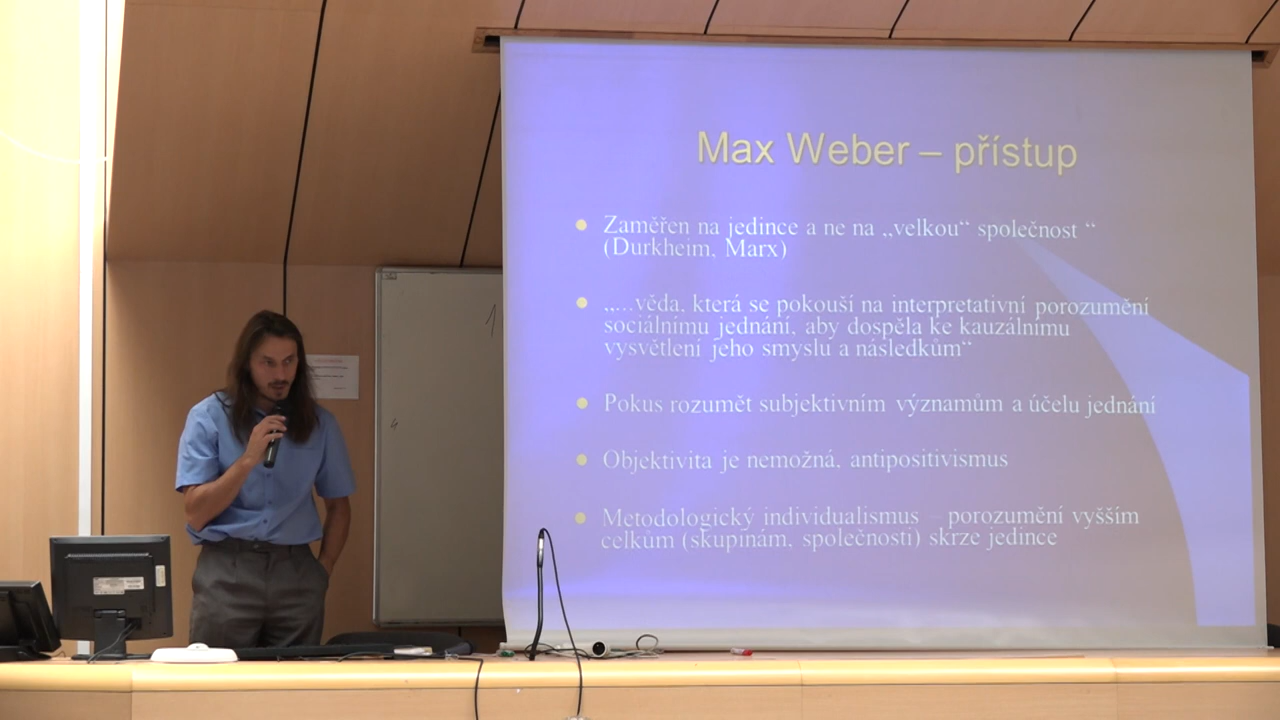 Max Weber – přístup
Zaměřen na jedince a ne na „velkou“ společnost “
(Durkheim, Marx)
„…věda, která se pokouší na interpretativní porozumění
sociálnímu jednání, aby dospěla ke kauzálnímu
vysvětlení jeho smyslu a následkům“
Pokus rozumět subjektivním významům a účelu jednání
Objektivita je nemožná, antipositivismus
Metodologický individualismus – porozumění vyšším
celkům (skupinám, společnosti) skrze jedince